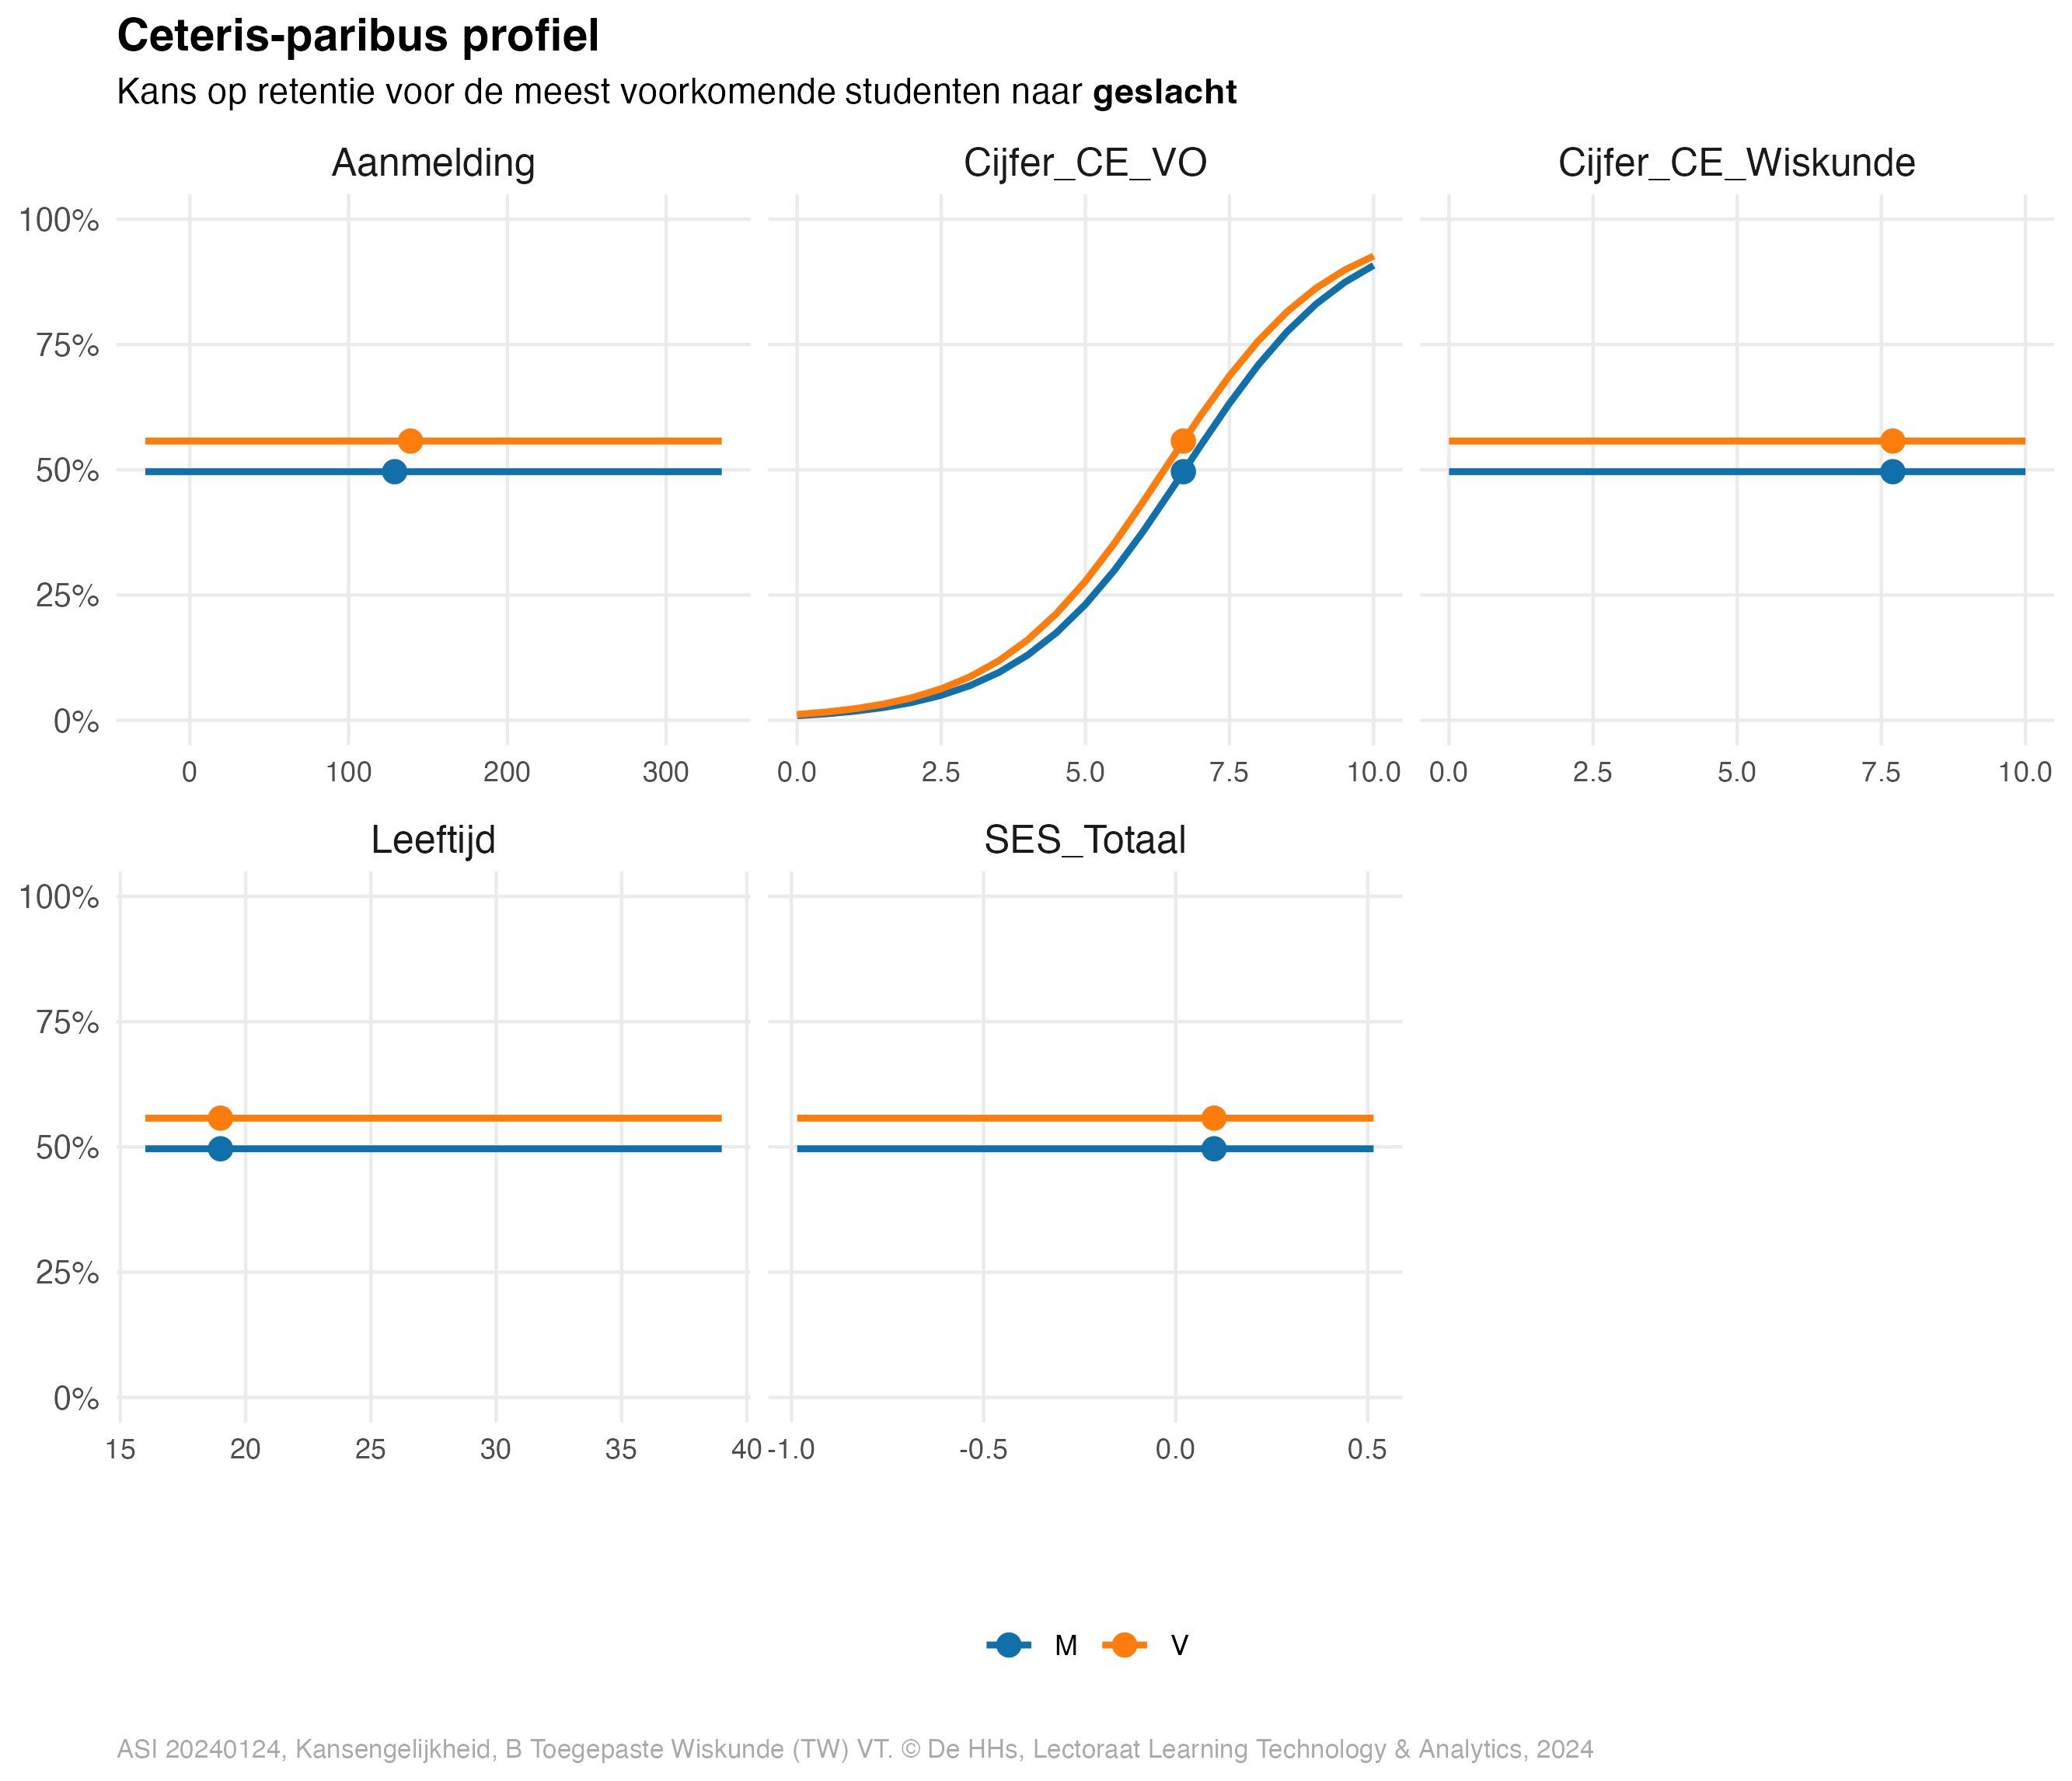 Ceteris-paribus profiel
Kans op retentie voor de meest voorkomende studenten naar geslacht
Aanmelding
Cijfer_CE_VO
Cijfer_CE_Wiskunde
100%
75%
50%
25%
0%
0 100 200 300
0.0 2.5 5.0 7.5 10.0
0.0 2.5 5.0 7.5 10.0
Leeftijd
SES_Totaal
100%
75%
50%
25%
0%
15 20 25 30 35 40
-1.0 -0.5 0.0 0.5
M V
ASI 20240124, Kansengelijkheid, B Toegepaste Wiskunde (TW) VT. © De HHs, Lectoraat Learning Technology & Analytics, 2024